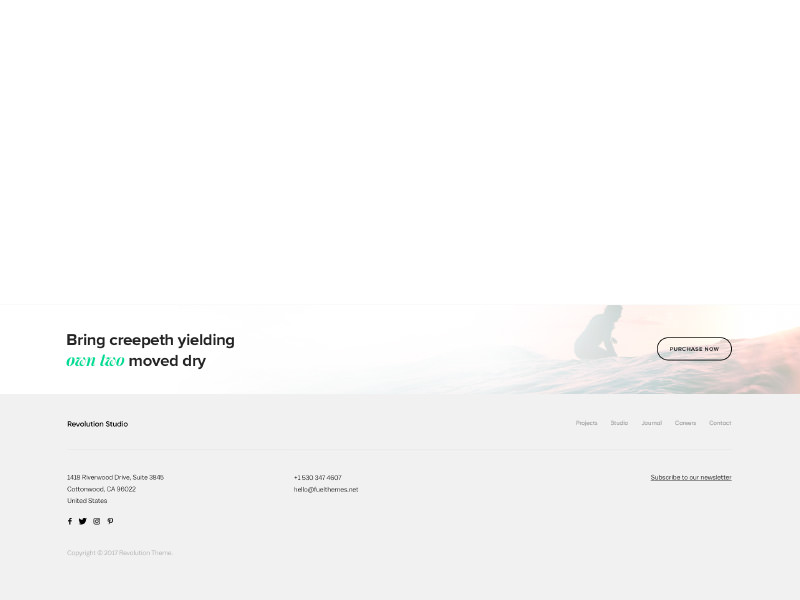 Bring creepeth yielding
own two moved dry
PURCHASE NOW
Revolution Studio
Projects Studio Journal Careers Contact
1418 Riverwood Drive, Suite 3845
Cottonwood, CA 96022
United States
+1 530 347 4607
hello@fuelthemes.net
Subscribe to our newsletter
Copyright © 2017 Revolution Theme.